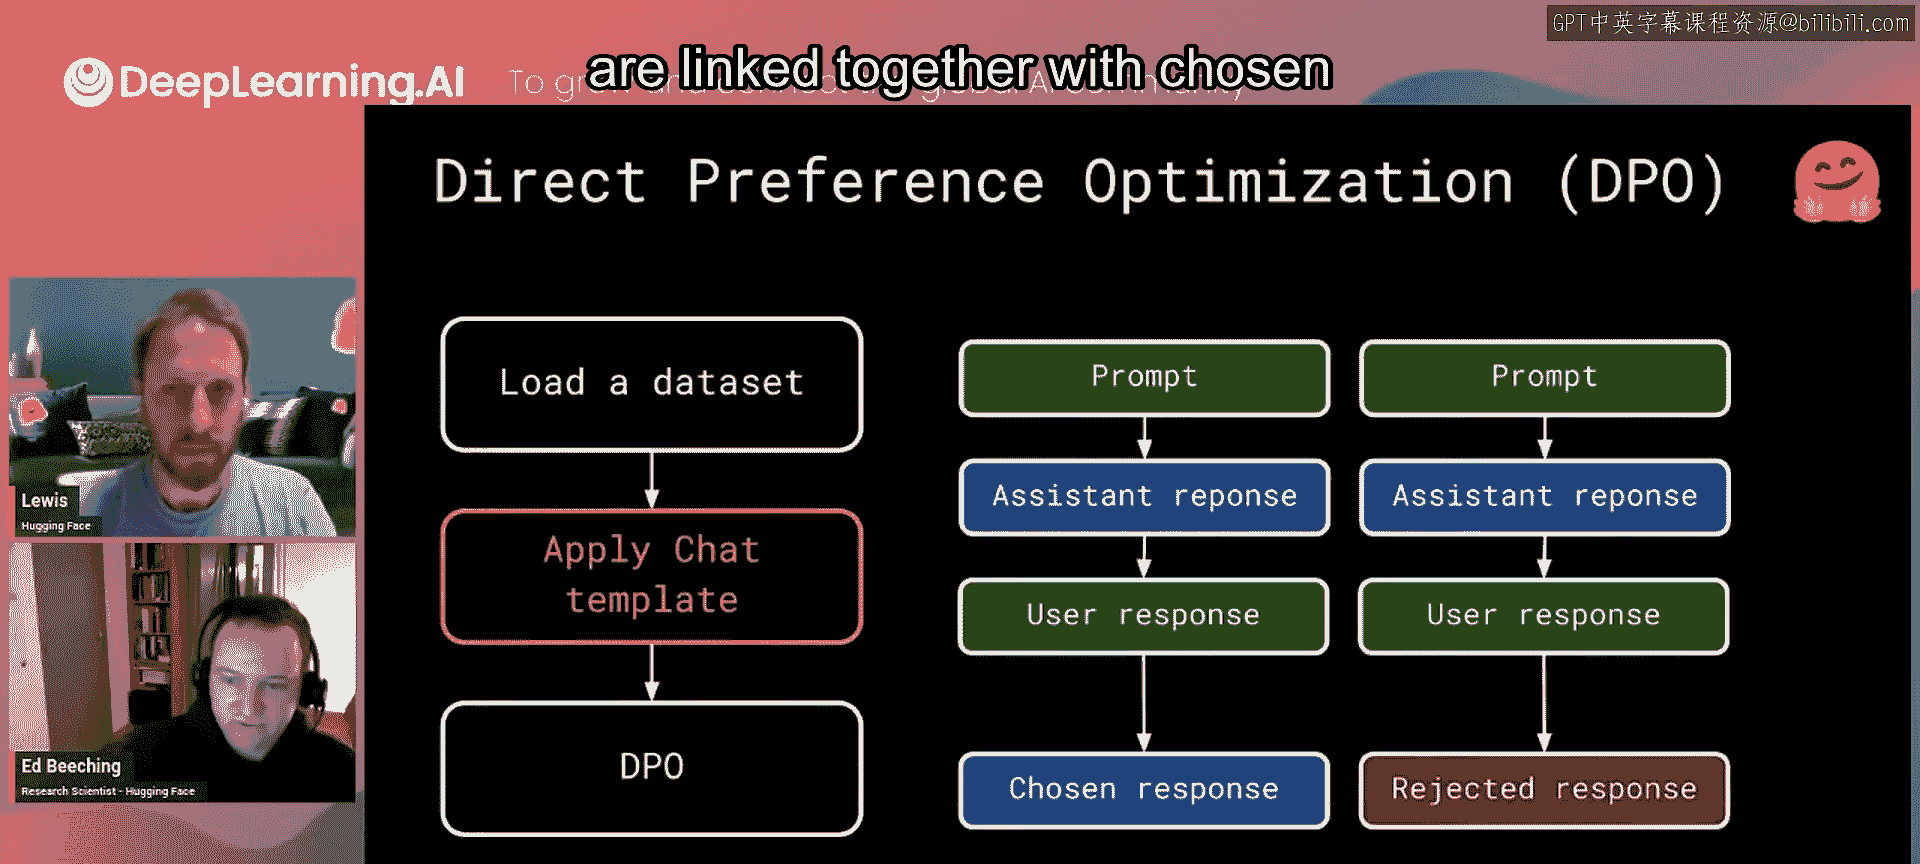 GPT中英字幕课程资源@bilibili.com
are linked together with chosen
DeepLearning.AI
Direct Preference Optimization (DPO)
Load a dataset
Apply Chat
template
DPO
Prompt
Assistant reponse
User response
Chosen response
Prompt
Assistant reponse
User response
Rejected response
Lewis
Hugging Face
Ed Beeching
Research Scientist - Hugging Face